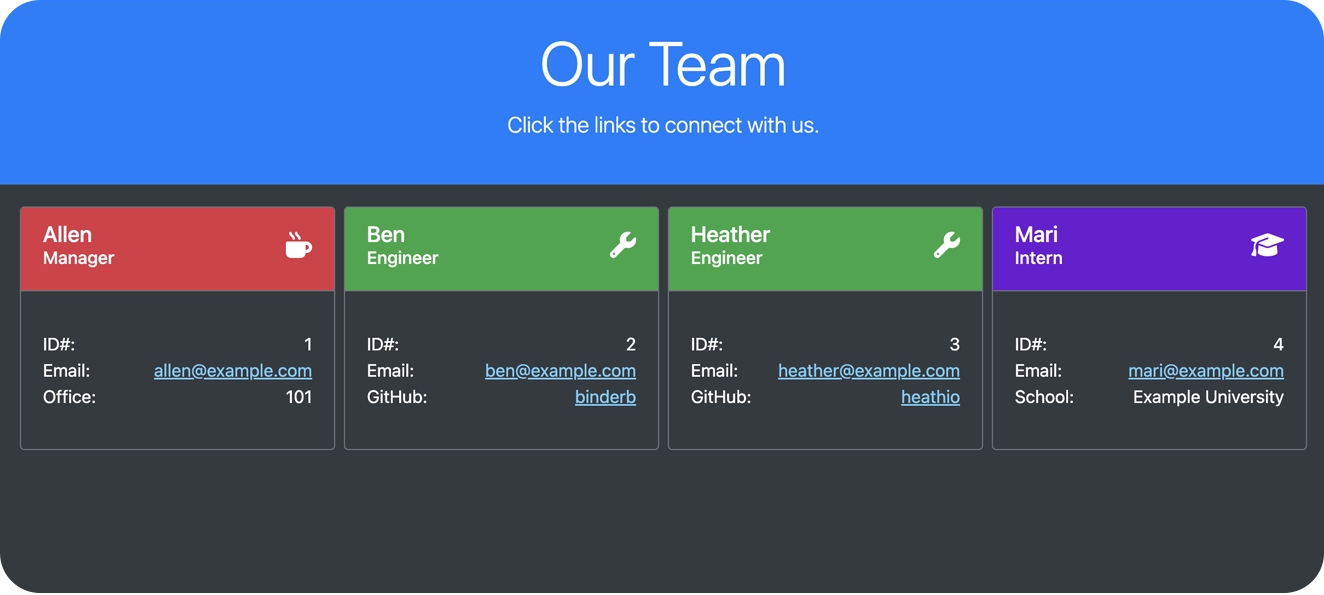 Our Team
Click the links to connect with us.
Allen
Manager
ID#: 1
Email: allen@example.com
Office: 101
Ben
Engineer
ID#: 2
Email: ben@example.com
GitHub: binderb
Heather
Engineer
ID#: 3
Email: heather@example.com
GitHub: heathio
Mari
Intern
ID#: 4
Email: mari@example.com
School: Example University